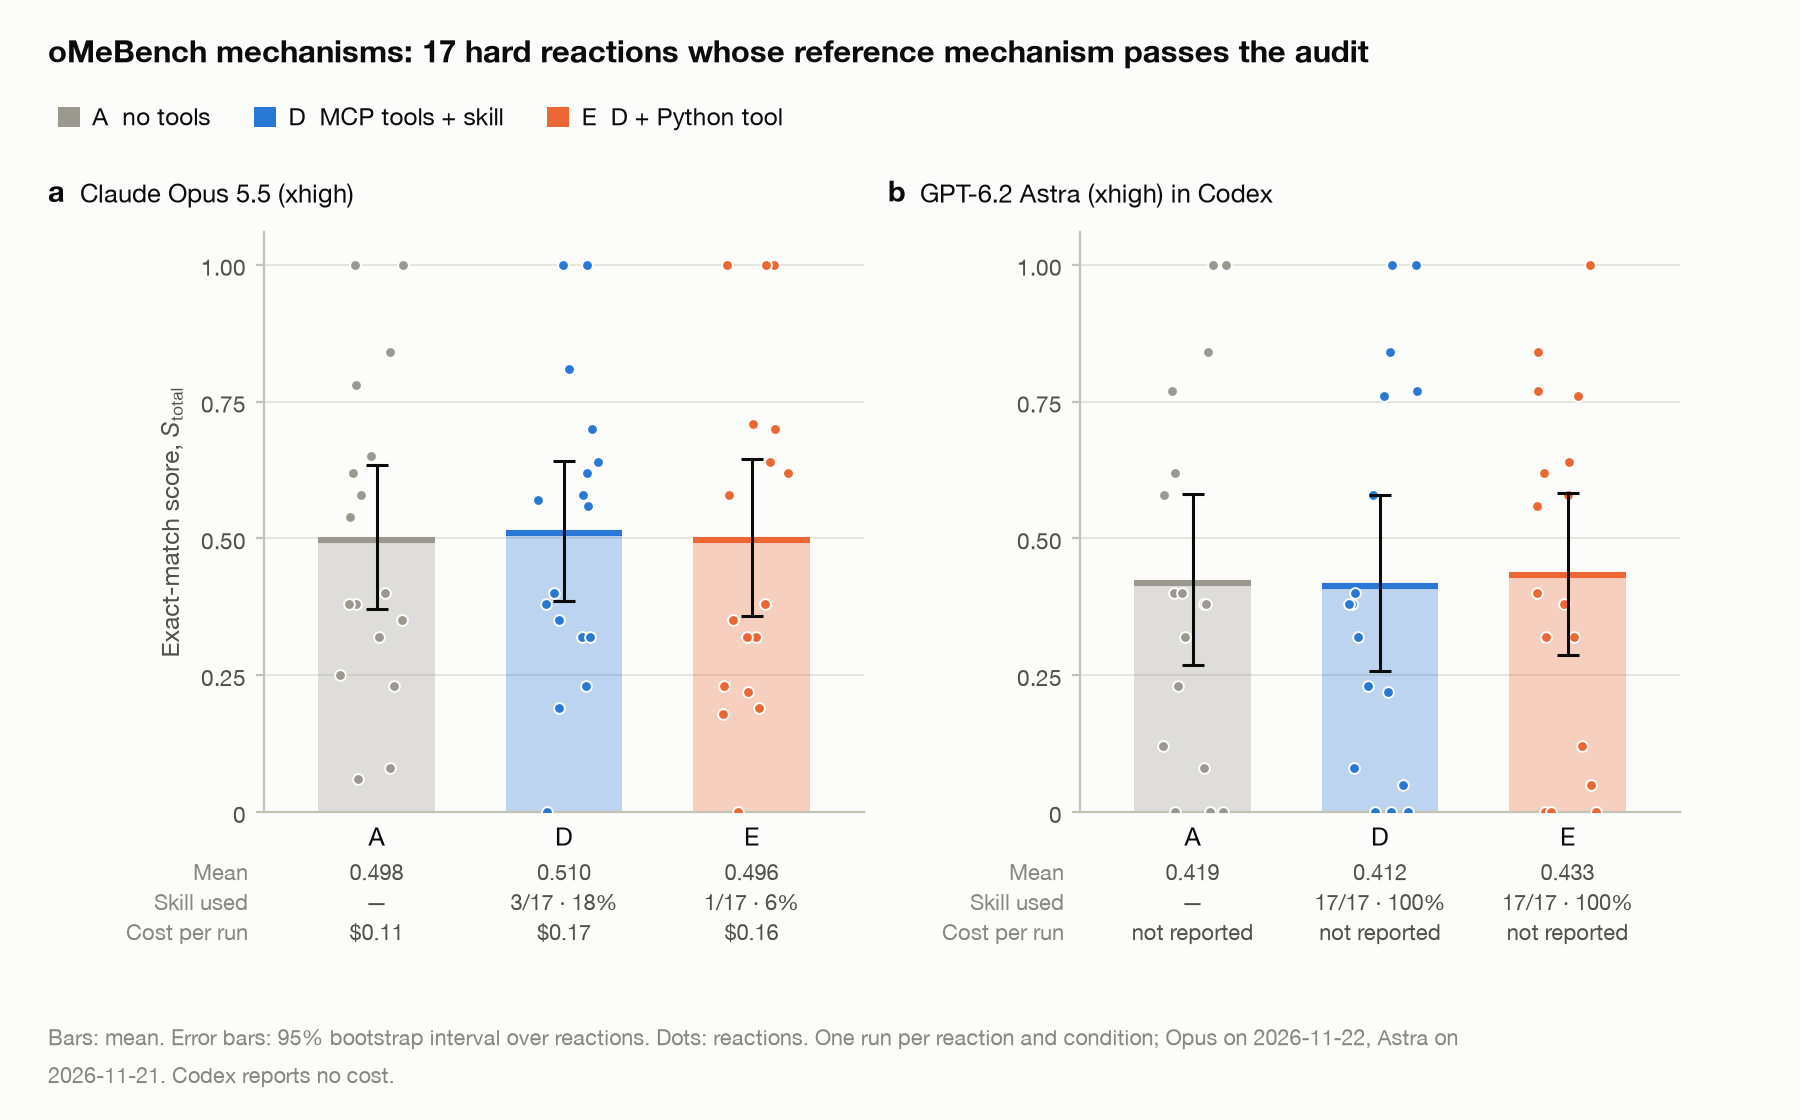 oMeBench mechanisms: 17 hard reactions whose reference mechanism passes the audit
A no tools
D MCP tools + skill
E D + Python tool
a Claude Opus 5.5 (xhigh)
Exact-match score, Stotal
1.00
0.75
0.50
0.25
0
A D E
Mean 0.498 0.510 0.496
Skill used — 3/17 · 18% 1/17 · 6%
Cost per run $0.11 $0.17 $0.16
b GPT-6.2 Astra (xhigh) in Codex
1.00
0.75
0.50
0.25
0
A D E
Mean 0.419 0.412 0.433
Skill used — 17/17 · 100% 17/17 · 100%
Cost per run not reported not reported not reported
Bars: mean. Error bars: 95% bootstrap interval over reactions. Dots: reactions. One run per reaction and condition; Opus on 2026-11-22, Astra on
2026-11-21. Codex reports no cost.